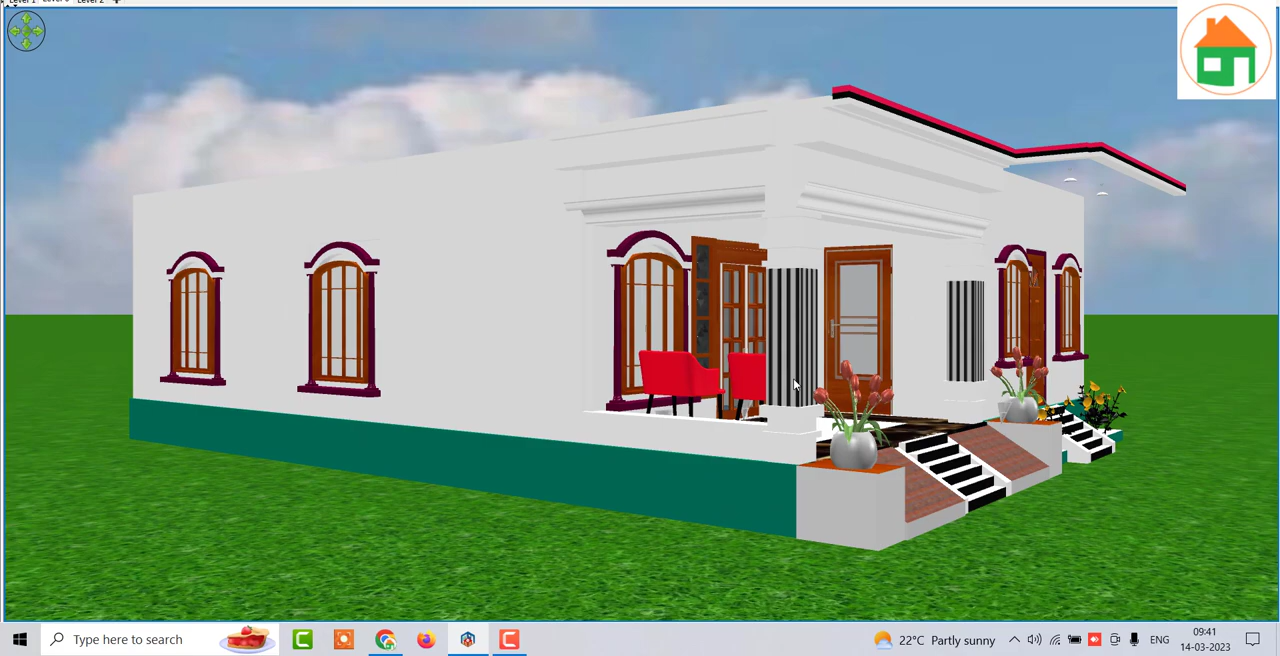 Type here to search
22°C Partly sunny
ENG
09:41
14-03-2023